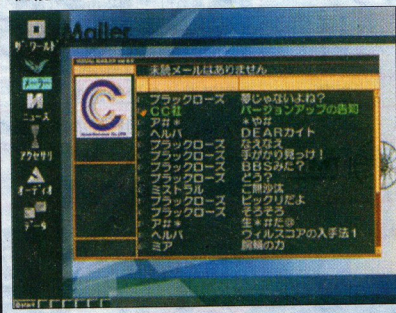 Mailer
ザ・ワールド
メーラー
ニュース
アクセサリ
オーディオ
データ
未読メールはありません
ブラックローズ 夢じゃないよね?
CC社 バージョンアップの告知
ア#* *や#
ヘルバ DEARカイト
ブラックローズ なえなえ
ブラックローズ 手がかり見っけ!
ブラックローズ BBSみた?
ブラックローズ どう?
ミストラル ご無沙汰
ブラックローズ ビックリだよ
ブラックローズ そろそろ
ア#* 生*#だ@
ヘルバ ウィルスコアの入手法1
ミア 腕輪の力